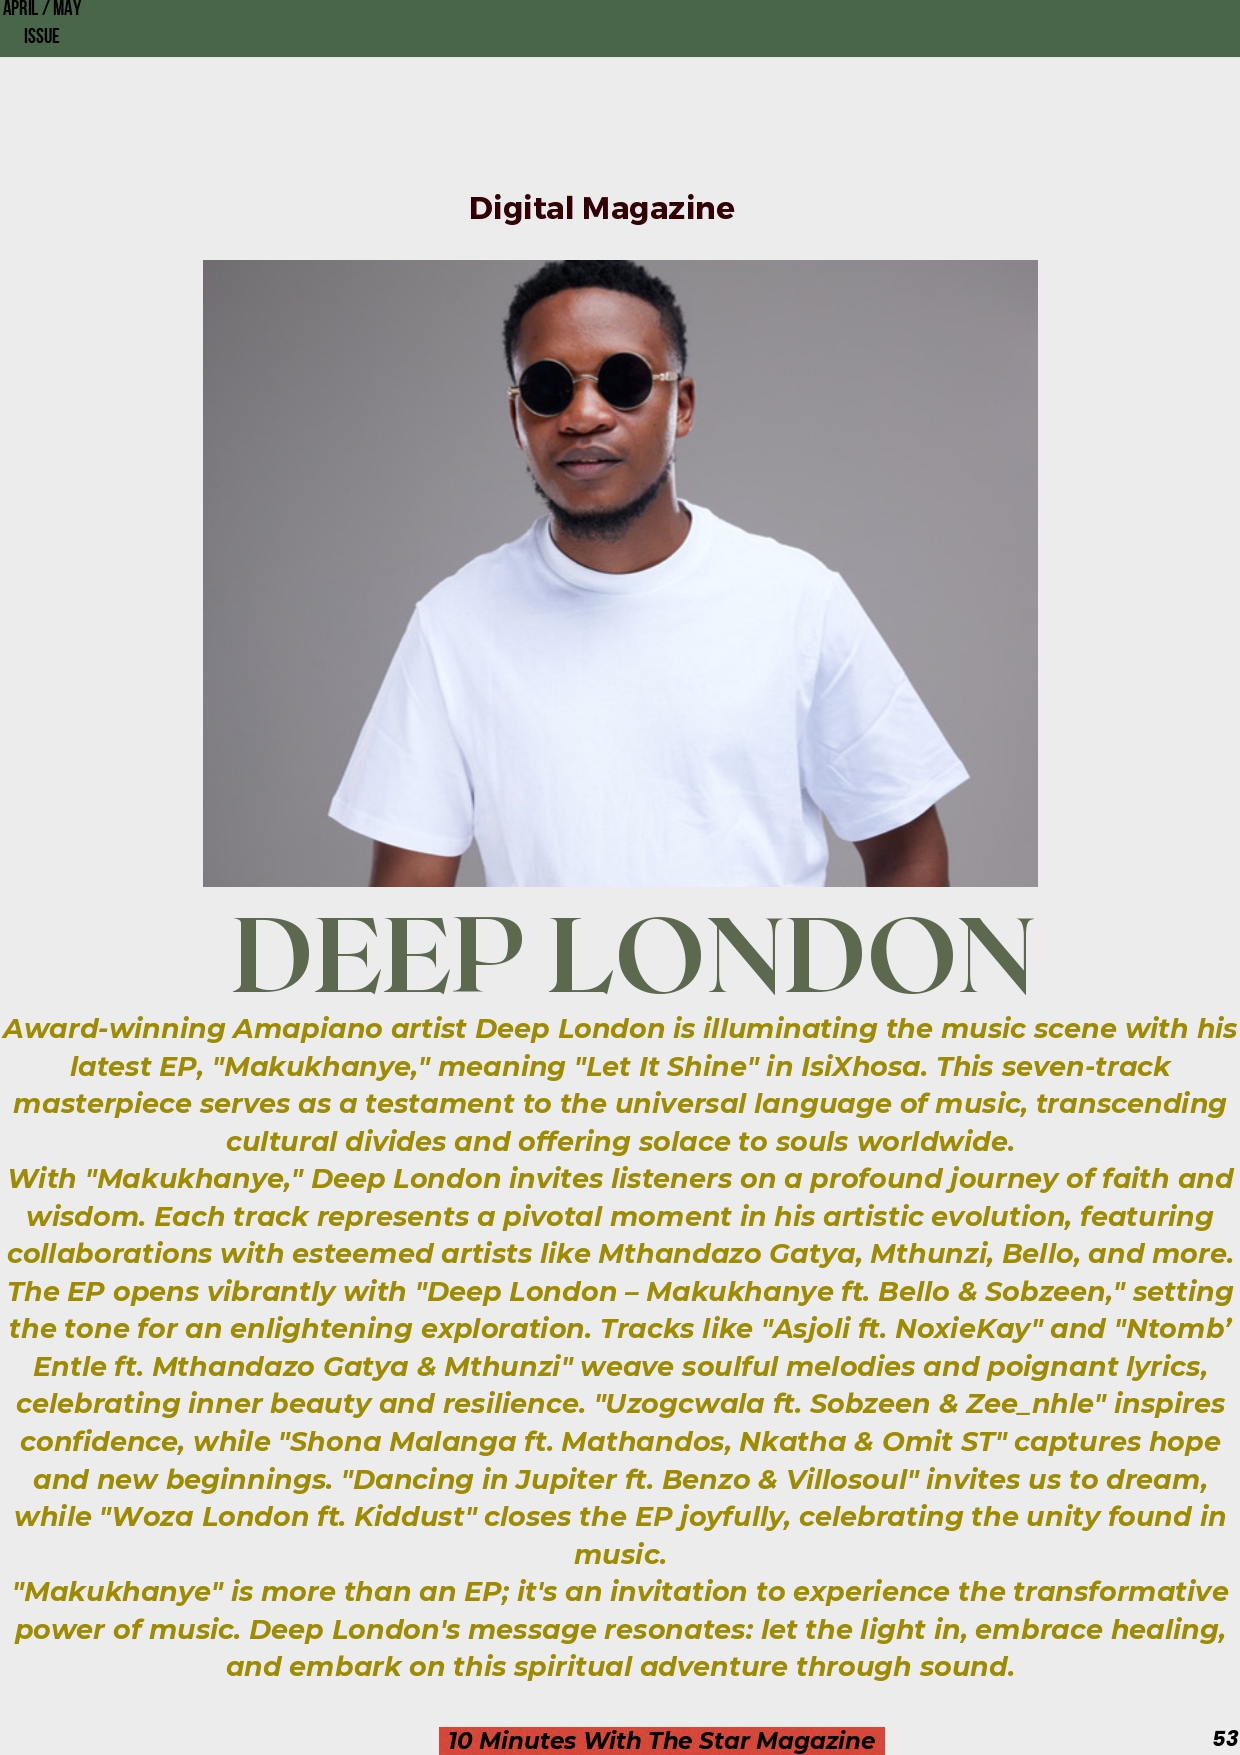 APRIL / MAY
ISSUE
Digital Magazine
DEEP LONDON
Award-winning Amapiano artist Deep London is illuminating the music scene with his
latest EP, "Makukhanye," meaning "Let It Shine" in IsiXhosa. This seven-track
masterpiece serves as a testament to the universal language of music, transcending
cultural divides and offering solace to souls worldwide.
With "Makukhanye," Deep London invites listeners on a profound journey of faith and
wisdom. Each track represents a pivotal moment in his artistic evolution, featuring
collaborations with esteemed artists like Mthandazo Gatya, Mthunzi, Bello, and more.
The EP opens vibrantly with "Deep London – Makukhanye ft. Bello & Sobzeen," setting
the tone for an enlightening exploration. Tracks like "Asjoli ft. NoxieKay" and "Ntomb’
Entle ft. Mthandazo Gatya & Mthunzi" weave soulful melodies and poignant lyrics,
celebrating inner beauty and resilience. "Uzogcwala ft. Sobzeen & Zee_nhle" inspires
confidence, while "Shona Malanga ft. Mathandos, Nkatha & Omit ST" captures hope
and new beginnings. "Dancing in Jupiter ft. Benzo & Villosoul" invites us to dream,
while "Woza London ft. Kiddust" closes the EP joyfully, celebrating the unity found in
music.
"Makukhanye" is more than an EP; it's an invitation to experience the transformative
power of music. Deep London's message resonates: let the light in, embrace healing,
and embark on this spiritual adventure through sound.
10 Minutes With The Star Magazine
53